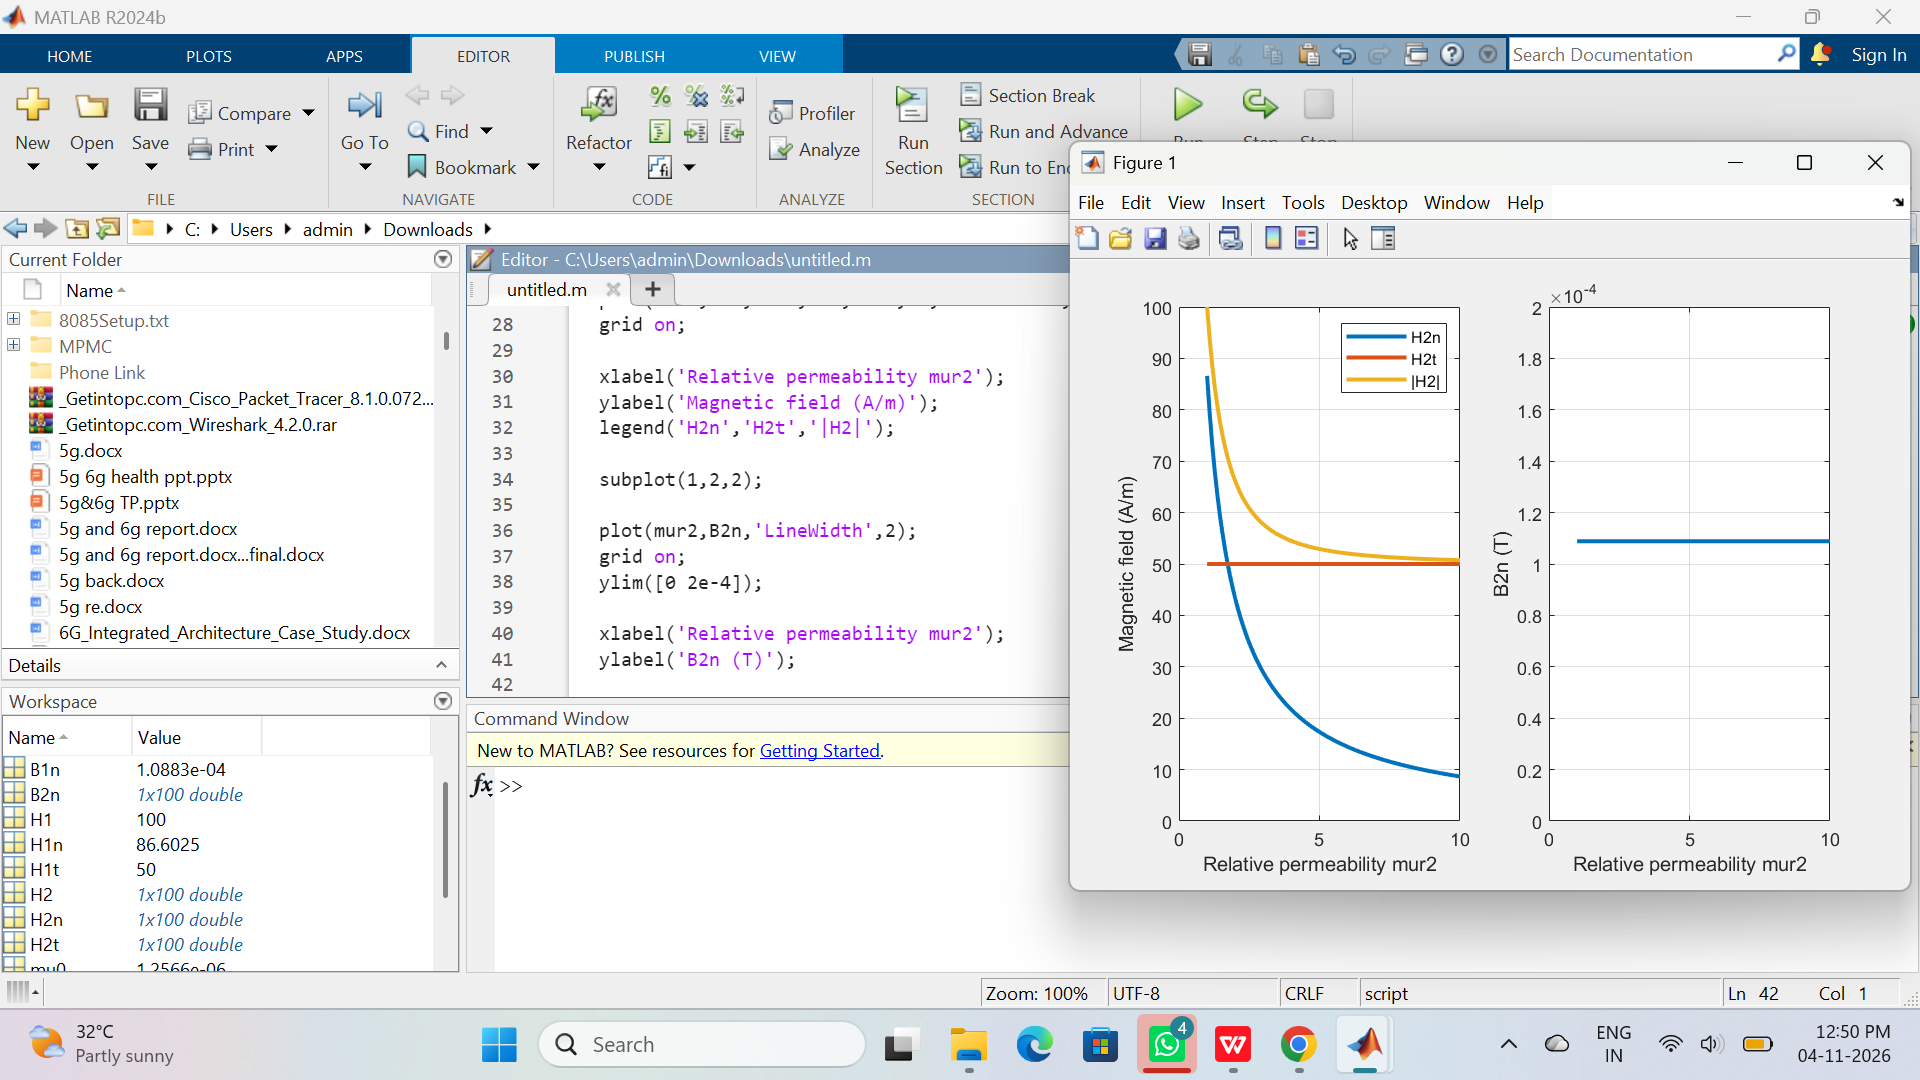 MATLAB R2024b
HOME PLOTS APPS EDITOR PUBLISH VIEW
Search Documentation
Sign In
New Open Save Compare Print
Go To Find Bookmark
Refactor
Profiler
Analyze
Run Section
Section Break
Run and Advance
FILE NAVIGATE CODE ANALYZE SECTION
C: Users admin Downloads
Current Folder
Name
8085Setup.txt
MPMC
Phone Link
_Getintopc.com_Cisco_Packet_Tracer_8.1.0.072...
_Getintopc.com_Wireshark_4.2.0.rar
5g.docx
5g 6g health ppt.pptx
5g&6g TP.pptx
5g and 6g report.docx
5g and 6g report.docx...final.docx
5g back.docx
5g re.docx
6G_Integrated_Architecture_Case_Study.docx
Details
Workspace
Name Value
B1n 1.0883e-04
B2n 1x100 double
H1 100
H1n 86.6025
H1t 50
H2 1x100 double
H2n 1x100 double
H2t 1x100 double
mu0 1.2566e-06
Editor - C:\Users\admin\Downloads\untitled.m
untitled.m
28 grid on;
29
30 xlabel('Relative permeability mur2');
31 ylabel('Magnetic field (A/m)');
32 legend('H2n','H2t','|H2|');
33
34 subplot(1,2,2);
35
36 plot(mur2,B2n,'LineWidth',2);
37 grid on;
38 ylim([0 2e-4]);
39
40 xlabel('Relative permeability mur2');
41 ylabel('B2n (T)');
42
Command Window
New to MATLAB? See resources for Getting Started.
fx >>
Figure 1
File Edit View Insert Tools Desktop Window Help
100
90
80
70
60
50
40
30
20
10
0
0 5 10
Magnetic field (A/m)
Relative permeability mur2
H2n
H2t
|H2|
×10-4
2
1.8
1.6
1.4
1.2
1
0.8
0.6
0.4
0.2
0
0 5 10
B2n (T)
Relative permeability mur2
Zoom: 100% UTF-8 CRLF script Ln 42 Col 1
32°C
Partly sunny
Search
4
ENG
IN
12:50 PM
04-11-2026